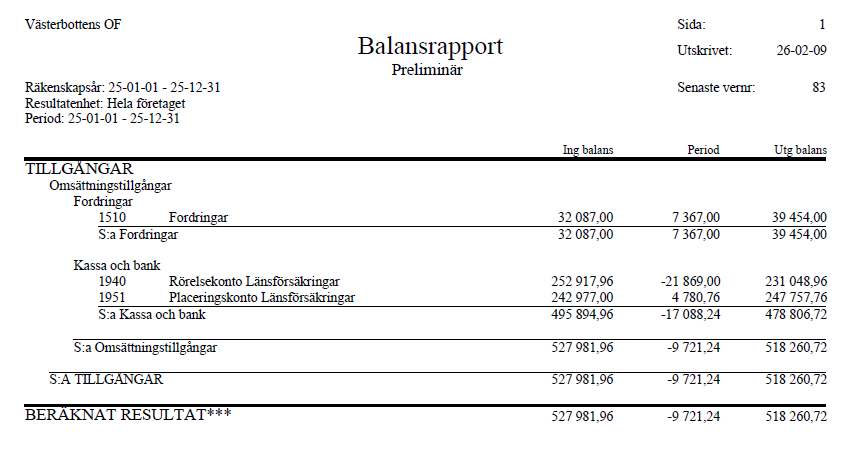 Västerbottens OF Sida: 1
Balansrapport
Utskrivet: 26-02-09
Preliminär
Räkenskapsår: 25-01-01 - 25-12-31 Senaste vernr: 83
Resultatenhet: Hela företaget
Period: 25-01-01 - 25-12-31
Ing balans Period Utg balans
TILLGÅNGAR
Omsättningstillgångar
Fordringar
1510 Fordringar 32 087,00 7 367,00 39 454,00
S:a Fordringar 32 087,00 7 367,00 39 454,00
Kassa och bank
1940 Rörelsekonto Länsförsäkringar 252 917,96 -21 869,00 231 048,96
1951 Placeringskonto Länsförsäkringar 242 977,00 4 780,76 247 757,76
S:a Kassa och bank 495 894,96 -17 088,24 478 806,72
S:a Omsättningstillgångar 527 981,96 -9 721,24 518 260,72
S:A TILLGÅNGAR 527 981,96 -9 721,24 518 260,72
BERÄKNAT RESULTAT*** 527 981,96 -9 721,24 518 260,72